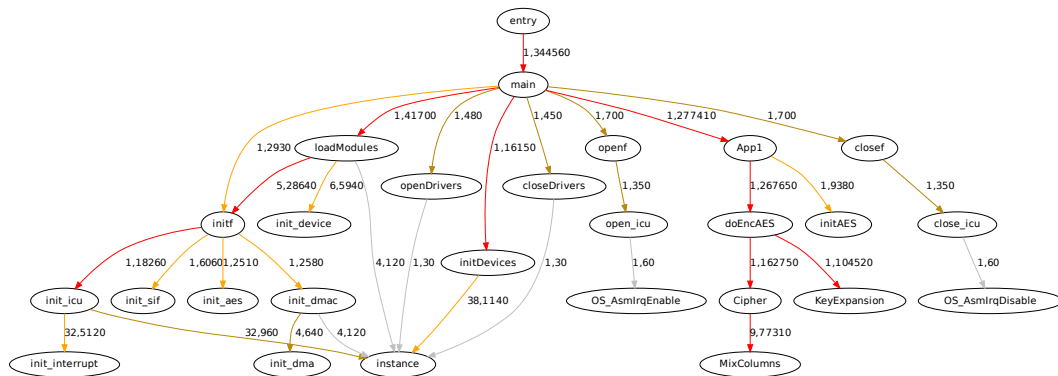 entry
1,344560
main
1,41700
1,480
1,16150
1,450
1,700
1,277410
1,700
1,2930
loadModules
openf
App1
closef
5,28640
6,5940
openDrivers
closeDrivers
1,350
1,267650
1,9380
1,350
initf
init_device
open_icu
doEncAES
initAES
close_icu
1,18260
1,6060
1,2510
1,2580
4,120
1,30
initDevices
1,30
1,60
1,162750
1,104520
1,60
init_icu
init_sif
init_aes
init_dmac
38,1140
OS_AsmIrqEnable
Cipher
KeyExpansion
OS_AsmIrqDisable
32,5120
32,960
4,640
4,120
9,77310
init_interrupt
init_dma
instance
MixColumns